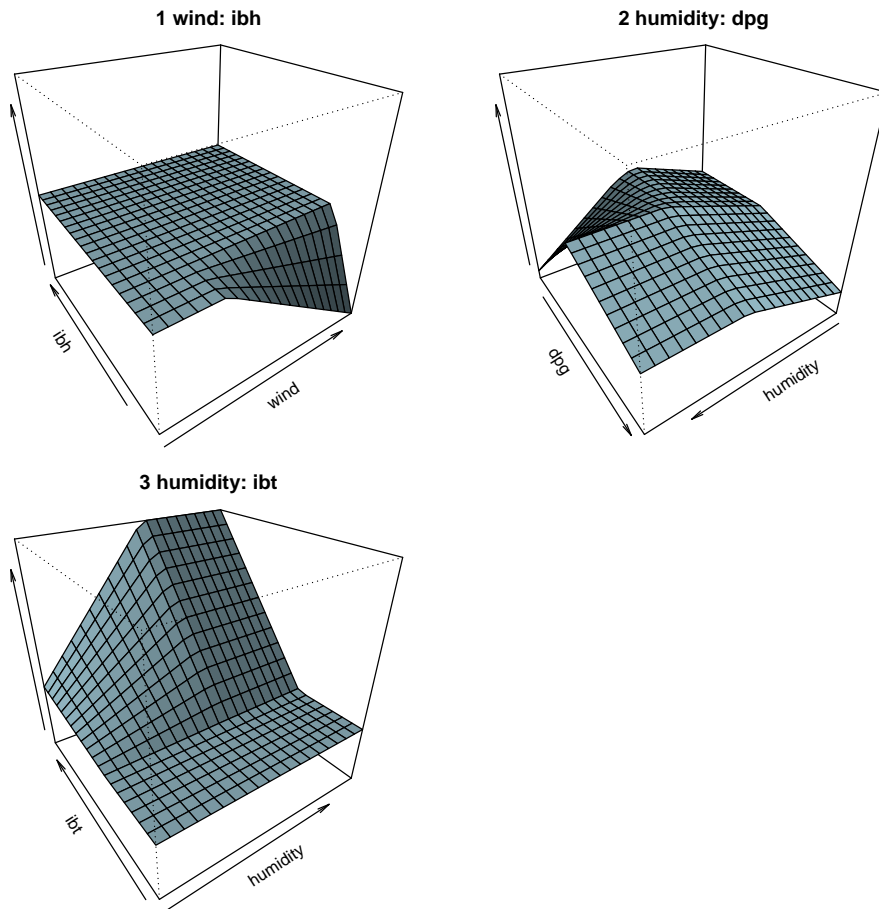 1 wind: ibh
2 humidity: dpg
ibh
wind
dpg
humidity
3 humidity: ibt
ibt
humidity